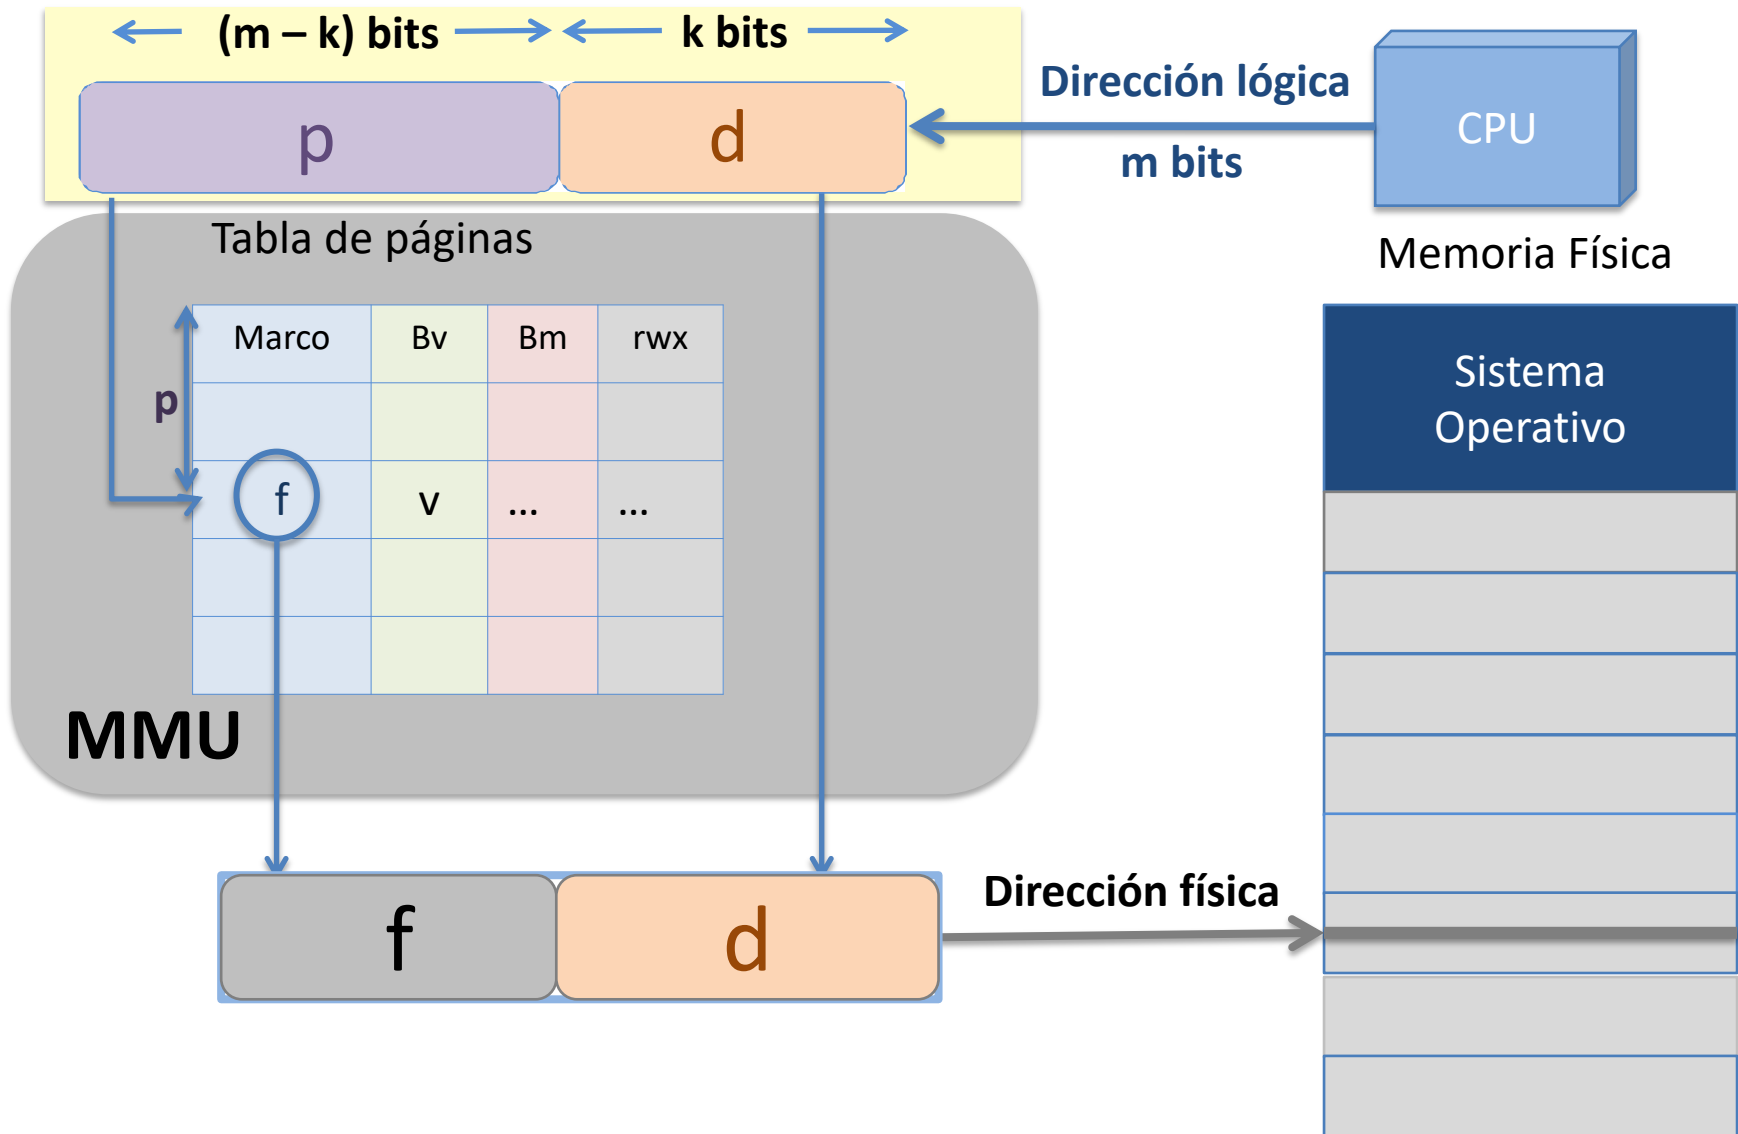 (m – k) bits
k bits
p
d
Dirección lógica
m bits
CPU
Tabla de páginas
Memoria Física
Marco Bv Bm rwx
p
f v ... ...
MMU
Sistema
Operativo
f
d
Dirección física